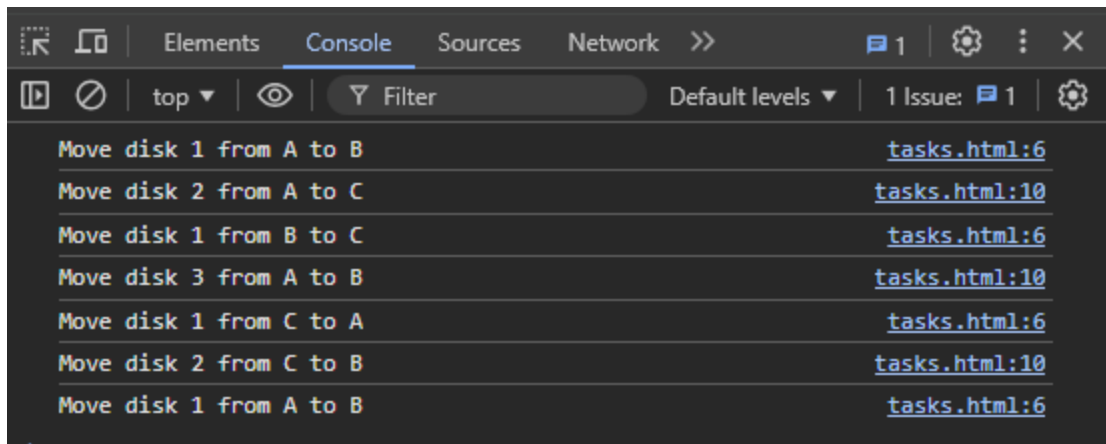 Elements Console Sources Network 1
top Filter Default levels 1 Issue: 1
Move disk 1 from A to B tasks.html:6
Move disk 2 from A to C tasks.html:10
Move disk 1 from B to C tasks.html:6
Move disk 3 from A to B tasks.html:10
Move disk 1 from C to A tasks.html:6
Move disk 2 from C to B tasks.html:10
Move disk 1 from A to B tasks.html:6